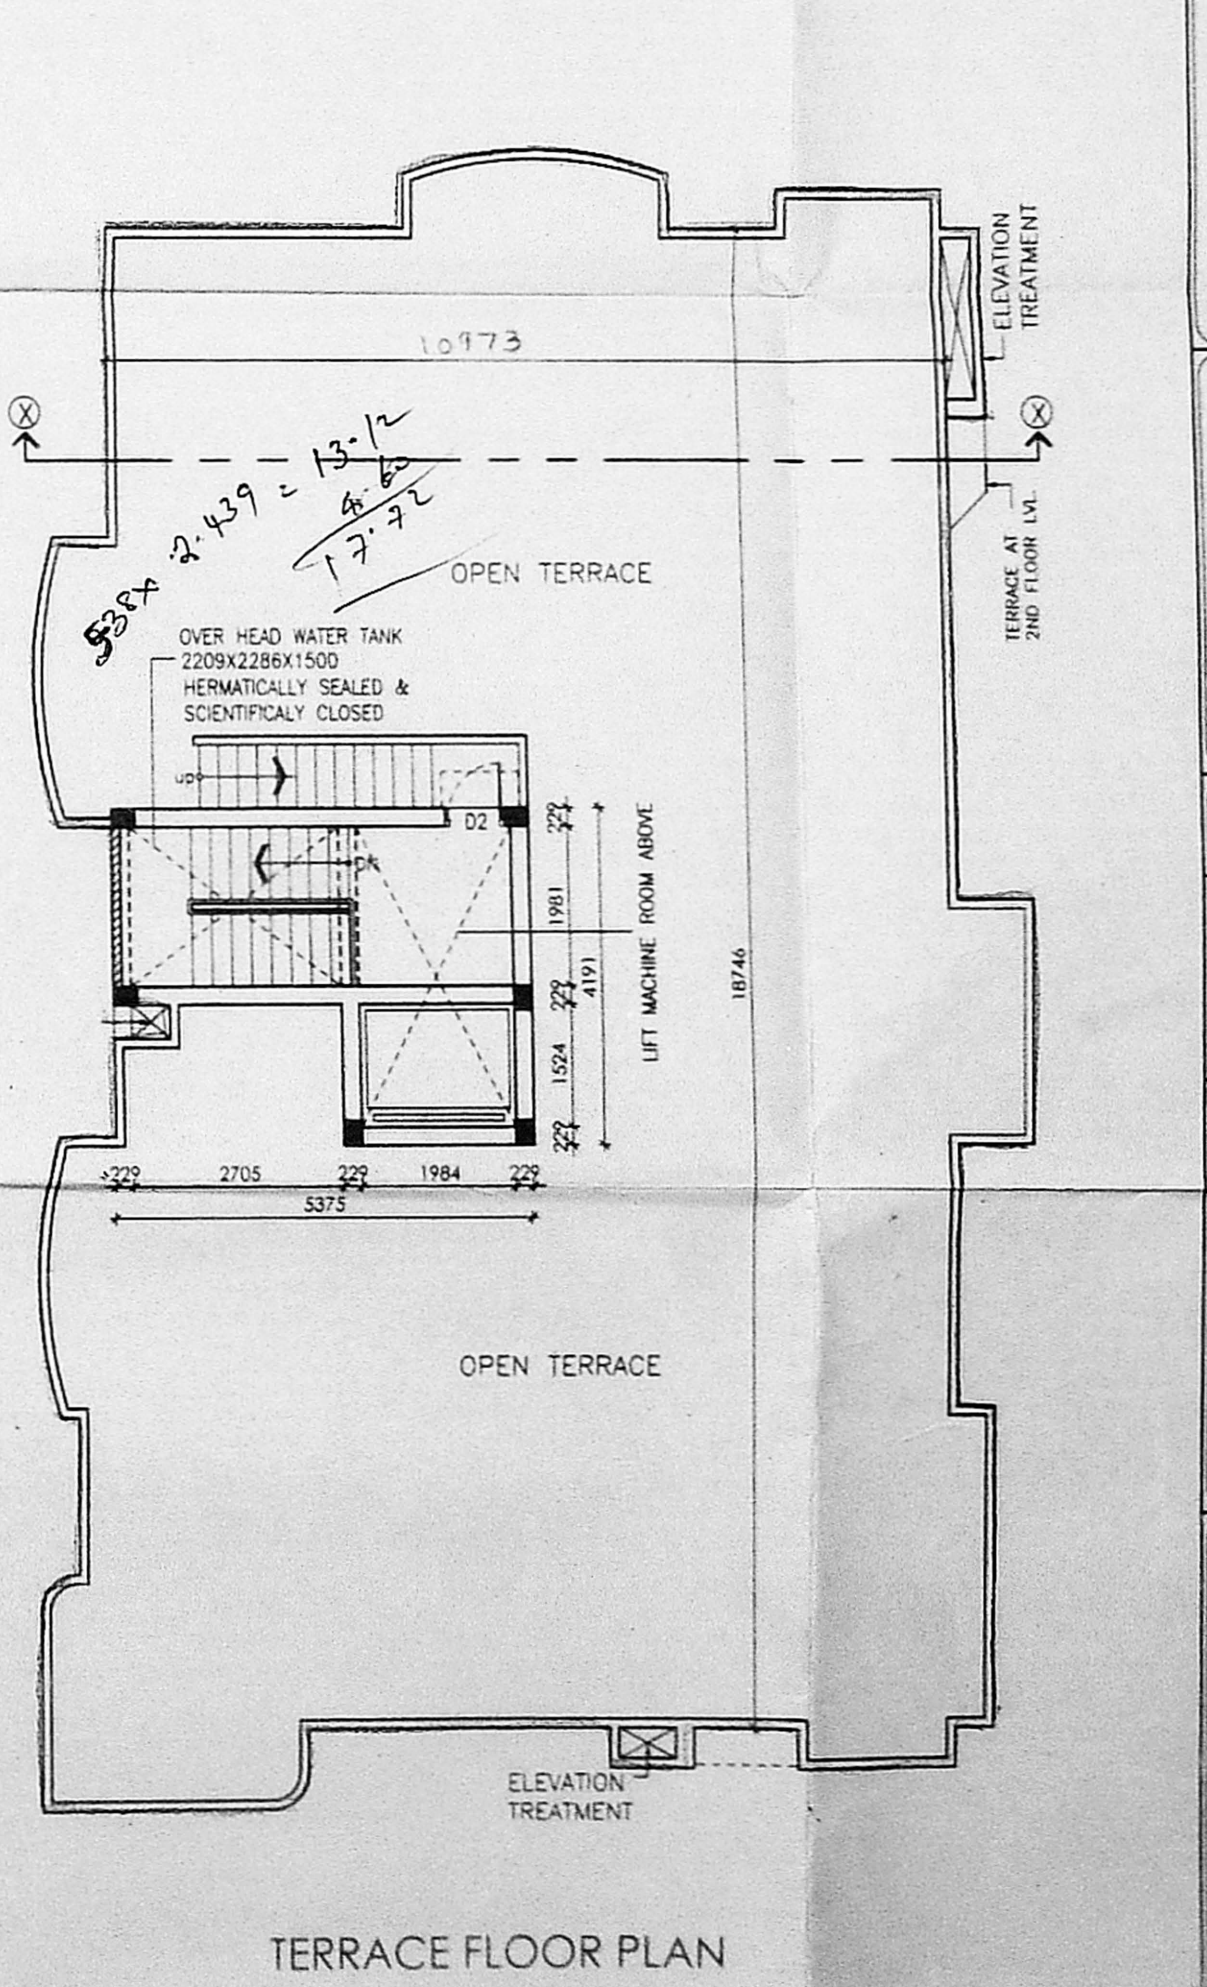 ELEVATION
TREATMENT
10973
X
X
5.38 x 2.439 = 13.12
4.60
17.72
OPEN TERRACE
TERRACE AT
2ND FLOOR LVL.
OVER HEAD WATER TANK
2209X2286X1500
HERMATICALLY SEALED &
SCIENTIFICALY CLOSED
up
D2
DN
229
1981
229
1524
229
4191
LIFT MACHINE ROOM ABOVE
18746
229
2705
229
1984
229
5375
OPEN TERRACE
ELEVATION
TREATMENT
TERRACE FLOOR PLAN